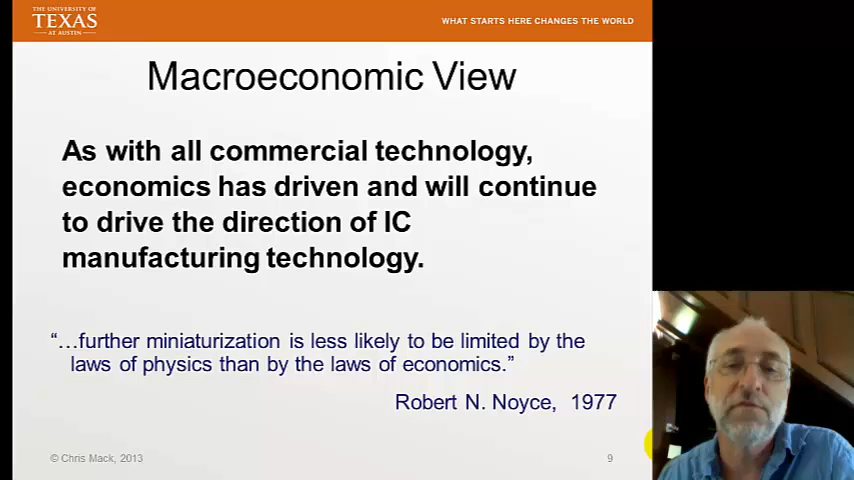 THE UNIVERSITY OF
TEXAS
AT AUSTIN
WHAT STARTS HERE CHANGES THE WORLD
Macroeconomic View
As with all commercial technology,
economics has driven and will continue
to drive the direction of IC
manufacturing technology.
“…further miniaturization is less likely to be limited by the
laws of physics than by the laws of economics.”
Robert N. Noyce, 1977
© Chris Mack, 2013
9